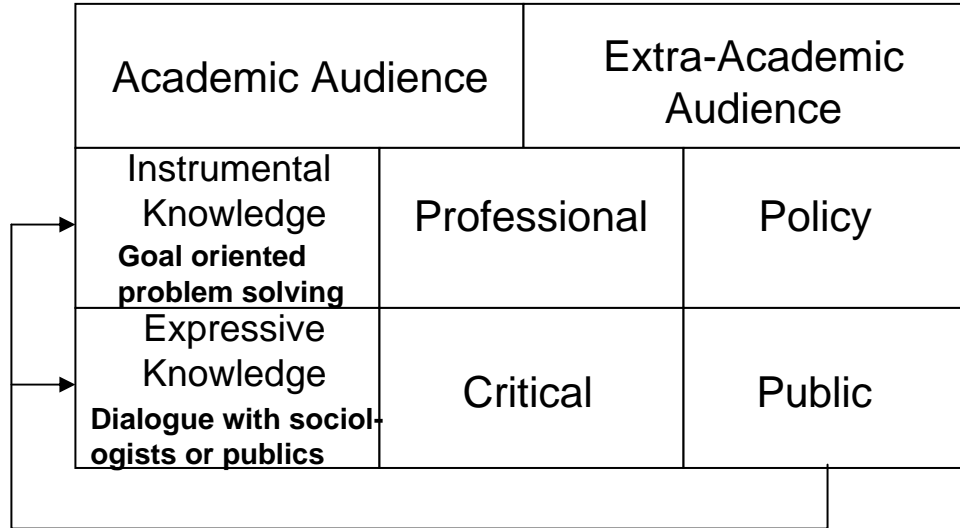 Academic Audience
Extra-Academic
Audience
Instrumental
Knowledge
Goal oriented
problem solving
Professional
Policy
Expressive
Knowledge
Dialogue with sociol-
ogists or publics
Critical
Public